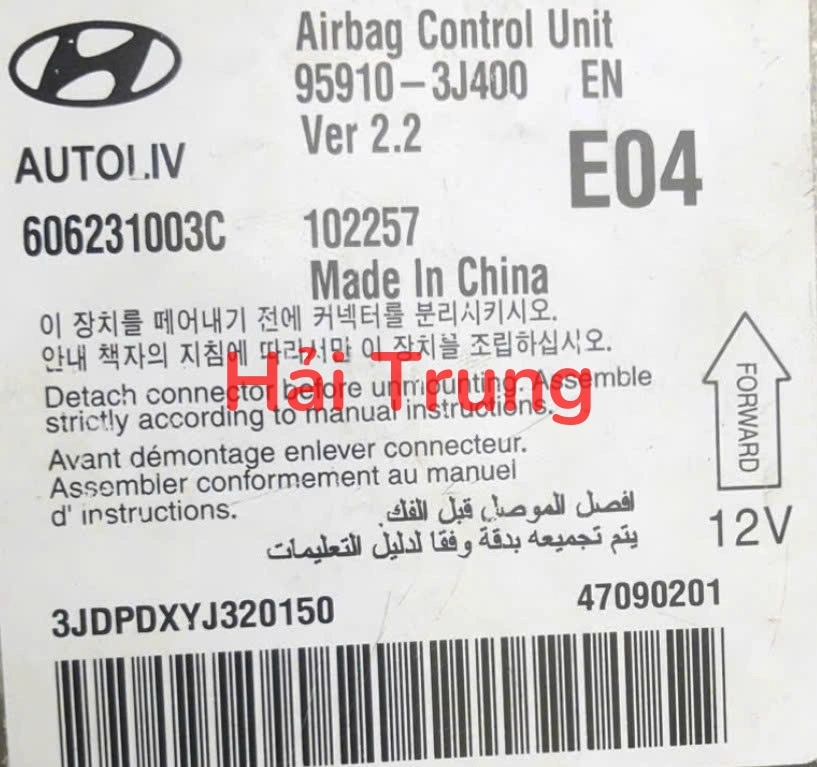 Airbag Control Unit
95910-3J400 EN
Ver 2.2
E04
AUTOLIV
606231003C 102257
Made In China
이 장치를 떼어내기 전에 커넥터를 분리시키시오.
안내 책자의 지침에 따라서만 이 장치를 조립하십시오.
Hải Trung
Detach connector before unmounting. Assemble
strictly according to manual instructions.
Avant démontage enlever connecteur.
Assembler conformement au manuel
d' instructions.
افصل الموصل قبل الفك.
يتم تجميعه بدقة وفقا لدليل التعليمات
FORWARD
12V
3JDPDXYJ320150
47090201